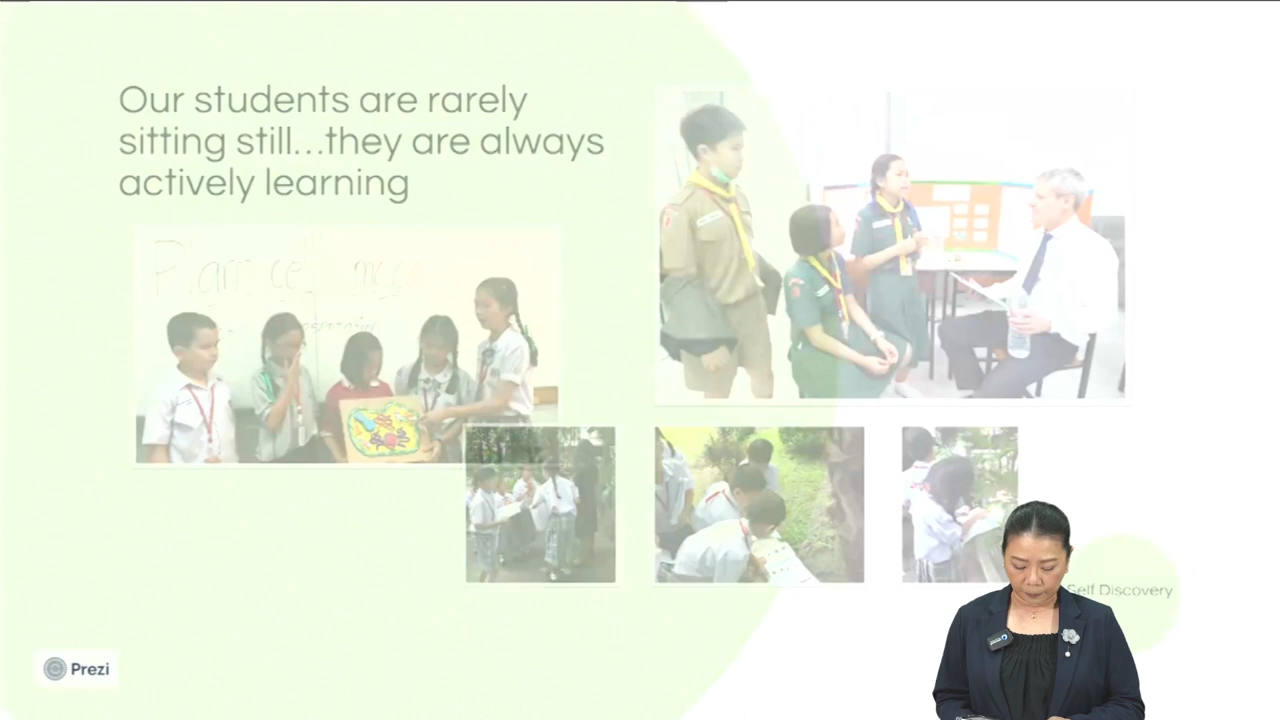 Our students are rarely
sitting still...they are always
actively learning
Self Discovery
Prezi